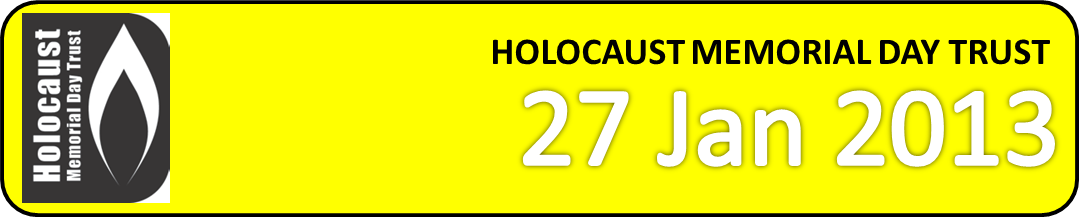 Holocaust
Memorial Day Trust
HOLOCAUST MEMORIAL DAY TRUST
27 Jan 2013